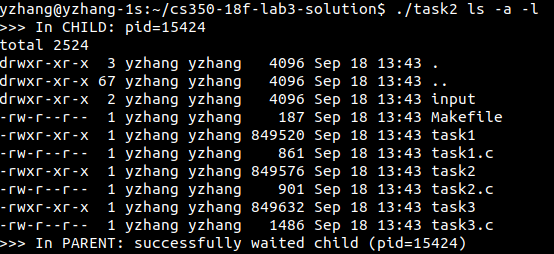 yzhang@yzhang-1s:~/cs350-18f-lab3-solution$ ./task2 ls -a -l
>>> In CHILD: pid=15424
total 2524
drwxr-xr-x  3 yzhang yzhang   4096 Sep 18 13:43 .
drwxr-xr-x 67 yzhang yzhang   4096 Sep 18 13:43 ..
drwxr-xr-x  2 yzhang yzhang   4096 Sep 18 13:43 input
-rw-r--r--  1 yzhang yzhang    187 Sep 18 13:43 Makefile
-rwxr-xr-x  1 yzhang yzhang 849520 Sep 18 13:43 task1
-rw-r--r--  1 yzhang yzhang    861 Sep 18 13:43 task1.c
-rwxr-xr-x  1 yzhang yzhang 849576 Sep 18 13:43 task2
-rw-r--r--  1 yzhang yzhang    901 Sep 18 13:43 task2.c
-rwxr-xr-x  1 yzhang yzhang 849632 Sep 18 13:43 task3
-rw-r--r--  1 yzhang yzhang   1486 Sep 18 13:43 task3.c
>>> In PARENT: successfully waited child (pid=15424)